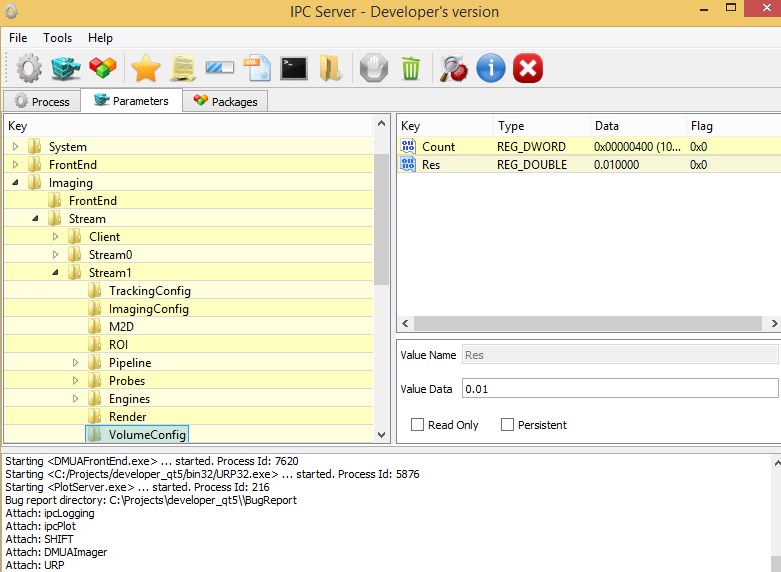 IPC Server - Developer's version
File Tools Help
Process Parameters Packages
Key
System
FrontEnd
Imaging
FrontEnd
Stream
Client
Stream0
Stream1
TrackingConfig
ImagingConfig
M2D
ROI
Pipeline
Probes
Engines
Render
VolumeConfig
Key Type Data Flag
Count REG_DWORD 0x00000400 (10... 0x0
Res REG_DOUBLE 0.010000 0x0
Value Name Res
Value Data 0.01
Read Only Persistent
Starting <DMUAFrontEnd.exe> ... started. Process Id: 7620
Starting <C:/Projects/developer_qt5/bin32/URP32.exe> ... started. Process Id: 5876
Starting <PlotServer.exe> ... started. Process Id: 216
Bug report directory: C:\Projects\developer_qt5\\BugReport
Attach: ipcLogging
Attach: ipcPlot
Attach: SHIFT
Attach: DMUAImager
Attach: URP